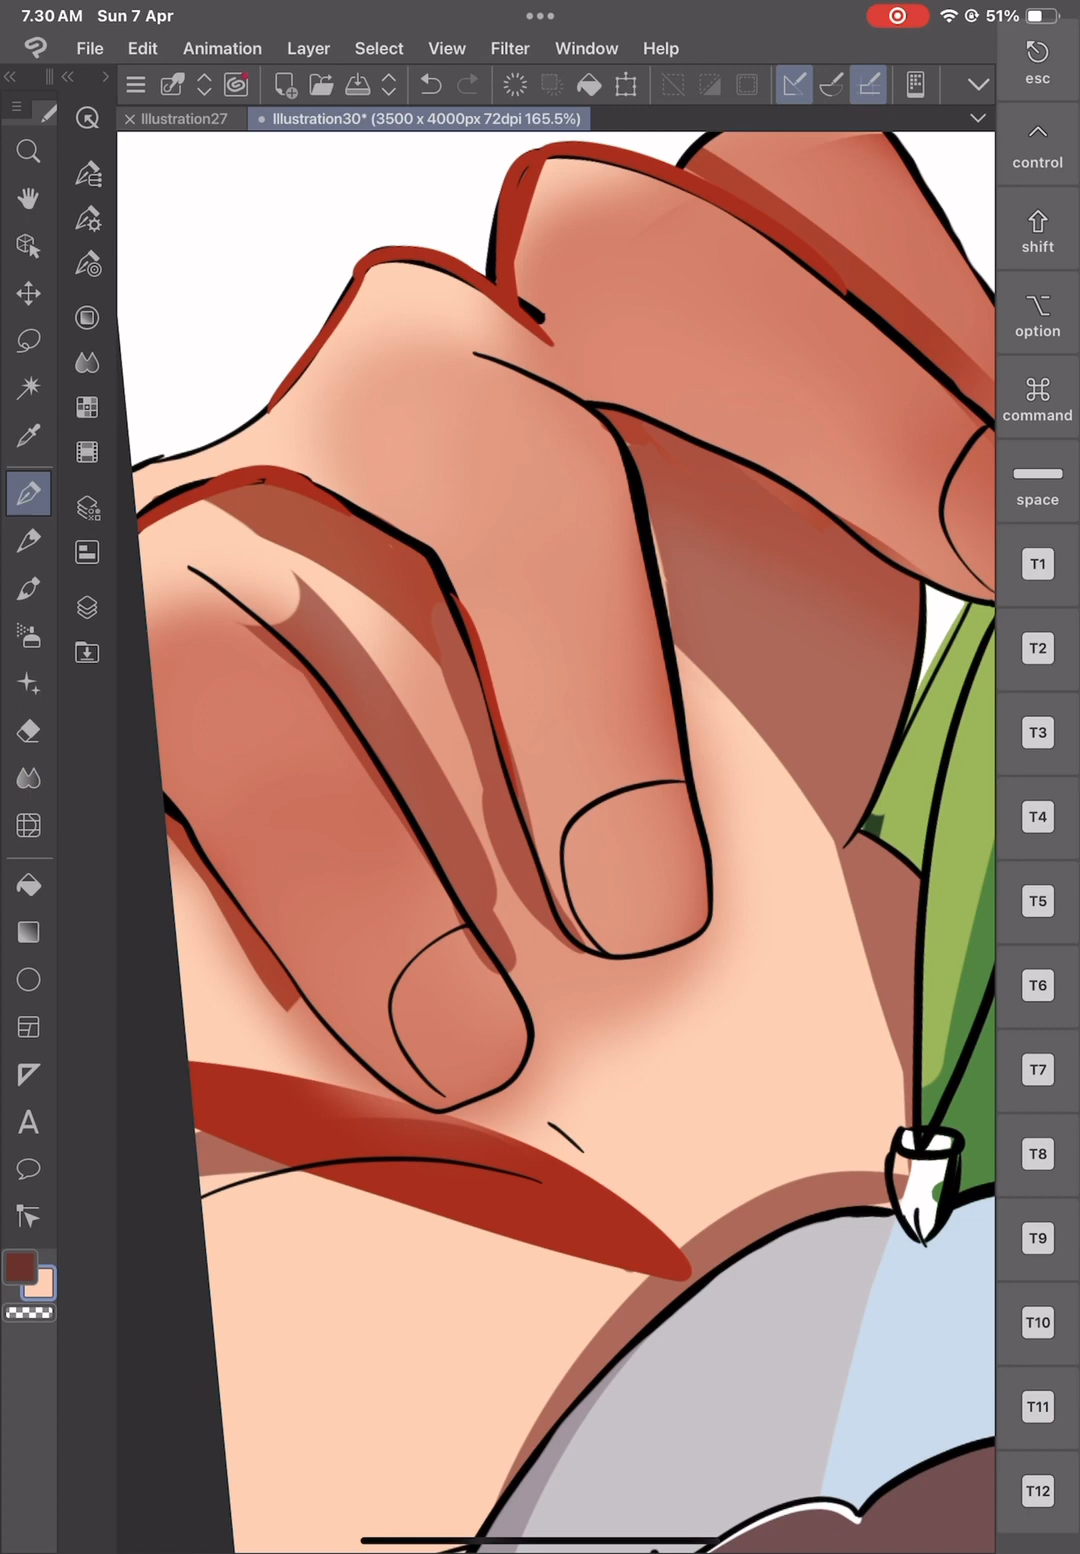 7.30 AM Sun 7 Apr
51%
File Edit Animation Layer Select View Filter Window Help
esc
Illustration27
Illustration30* (3500 x 4000px 72dpi 165.5%)
control
shift
option
command
space
T1
T2
T3
T4
T5
T6
T7
T8
T9
T10
T11
T12